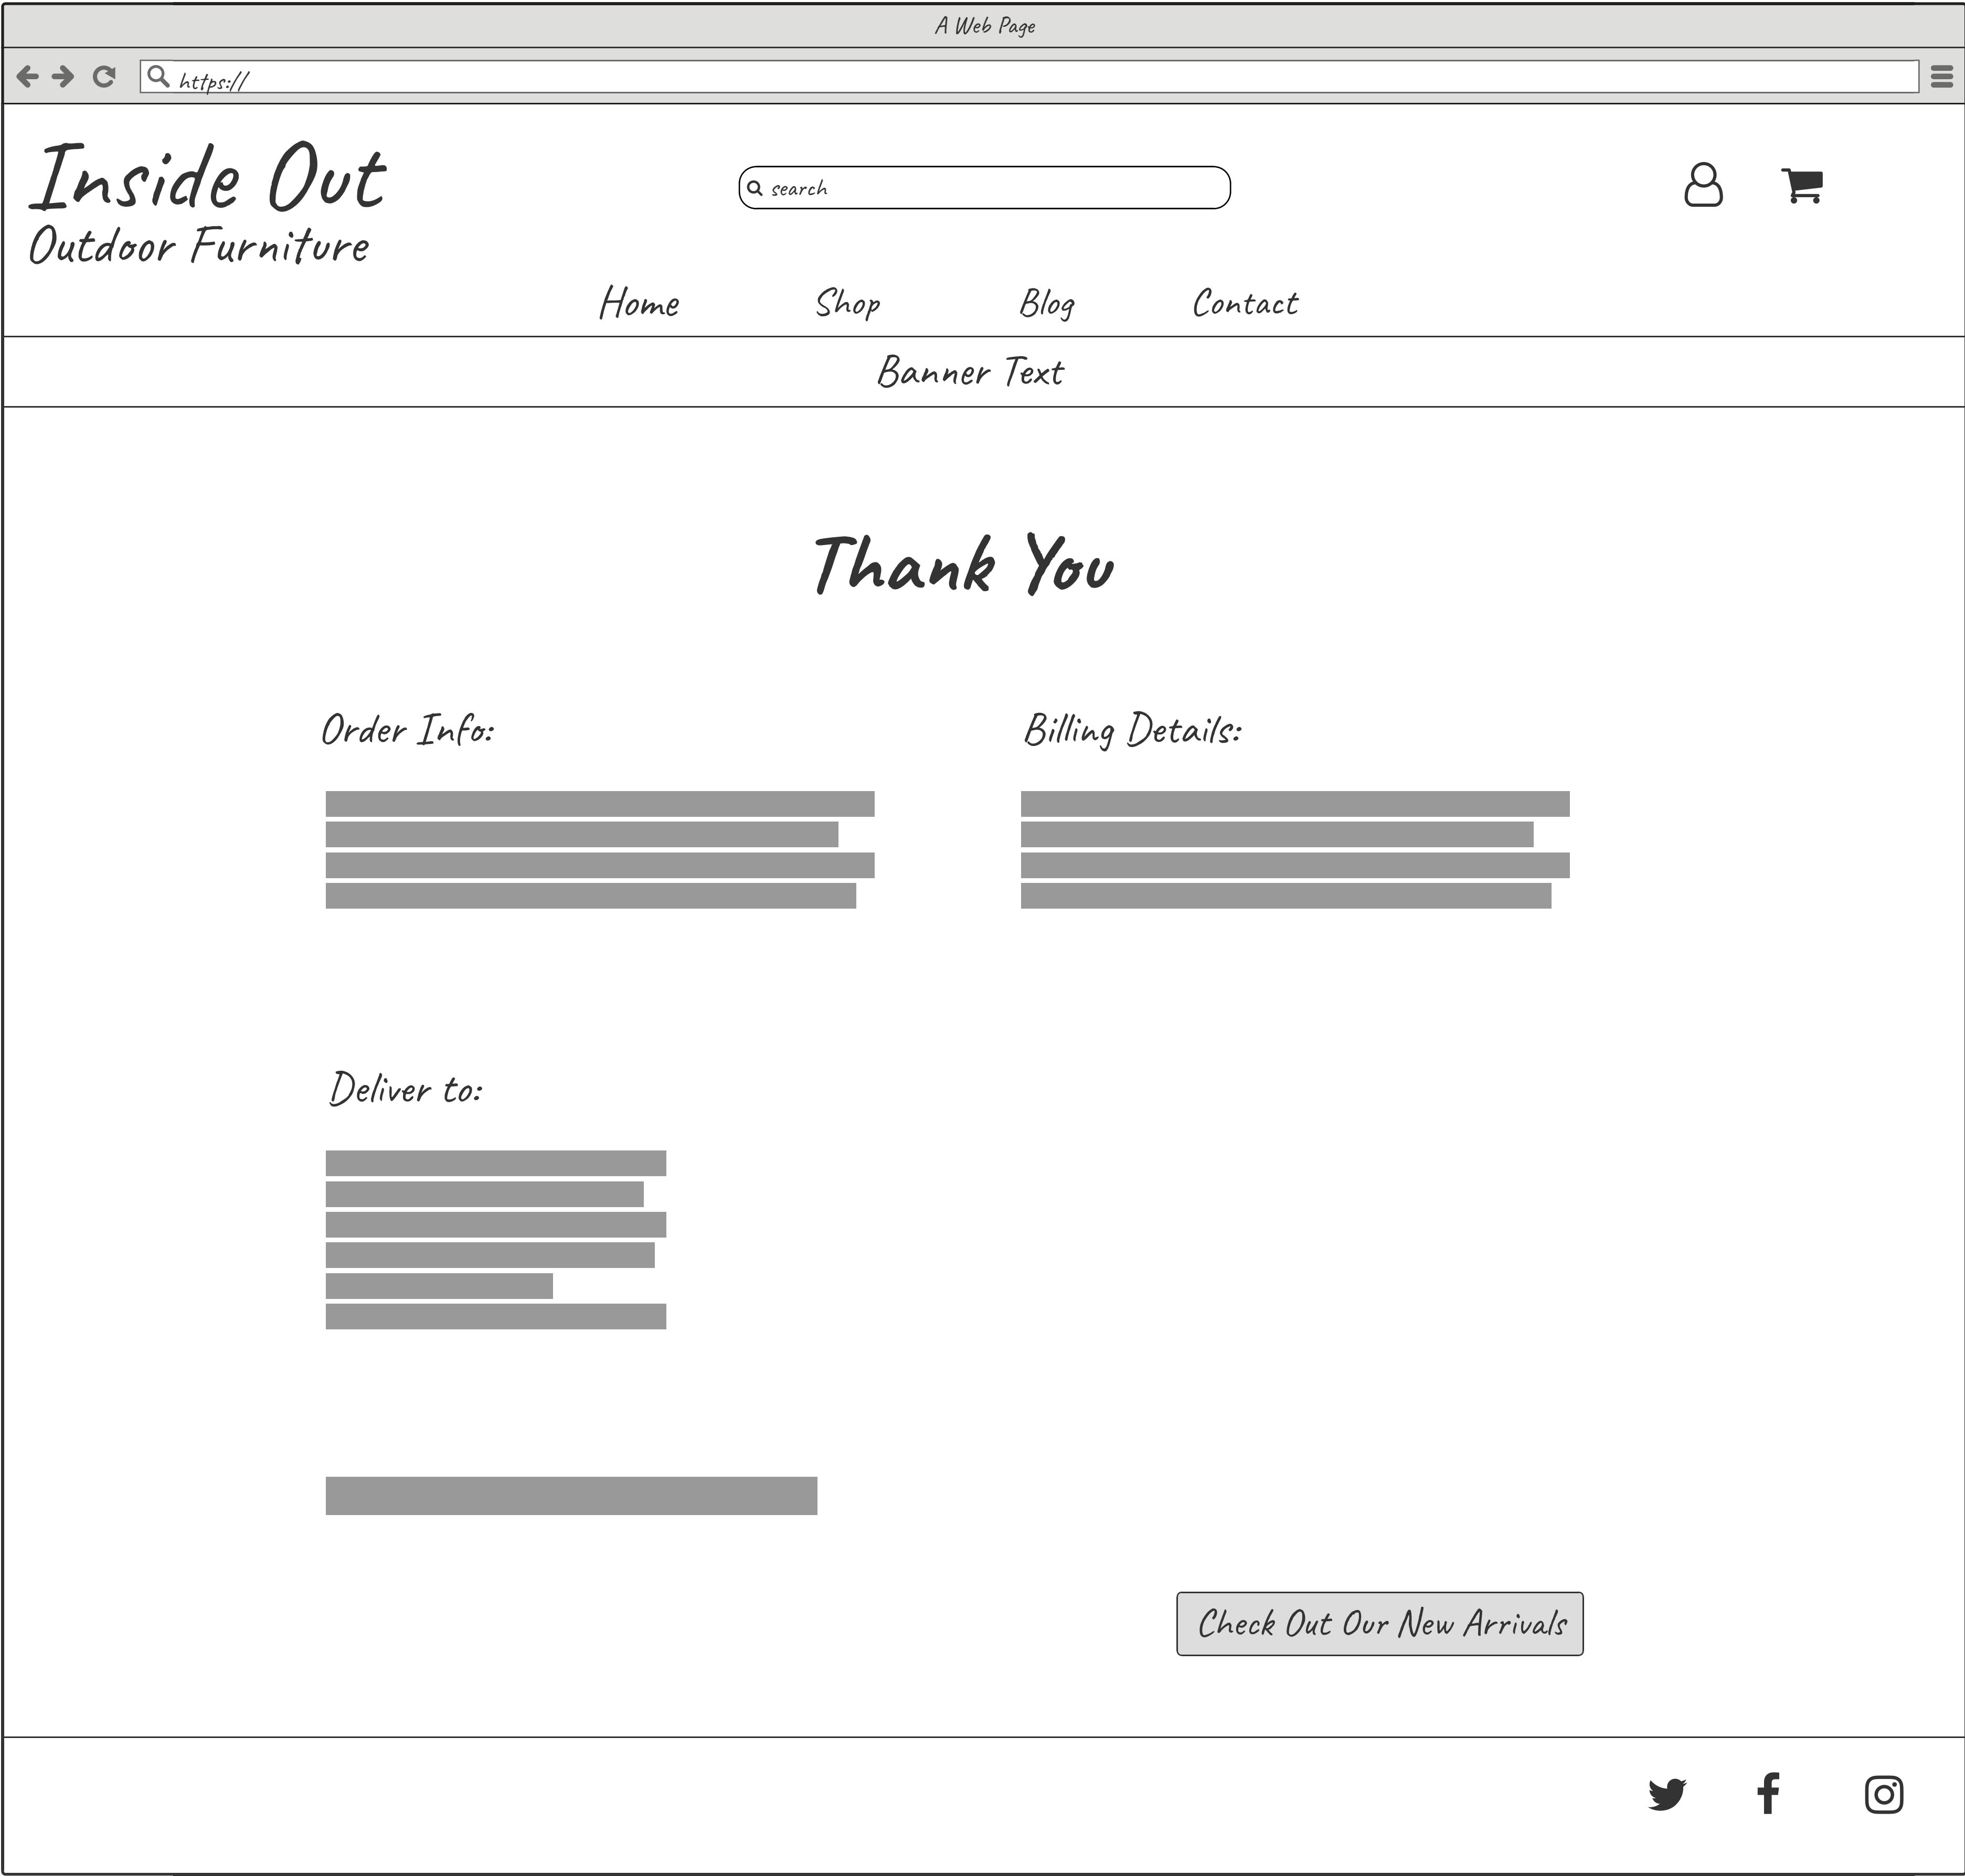 A Web Page
https://
Inside Out
Outdoor Furniture
search
Home Shop Blog Contact
Banner Text
Thank You
Order Info:
Billing Details:
Deliver to:
Check Out Our New Arrivals